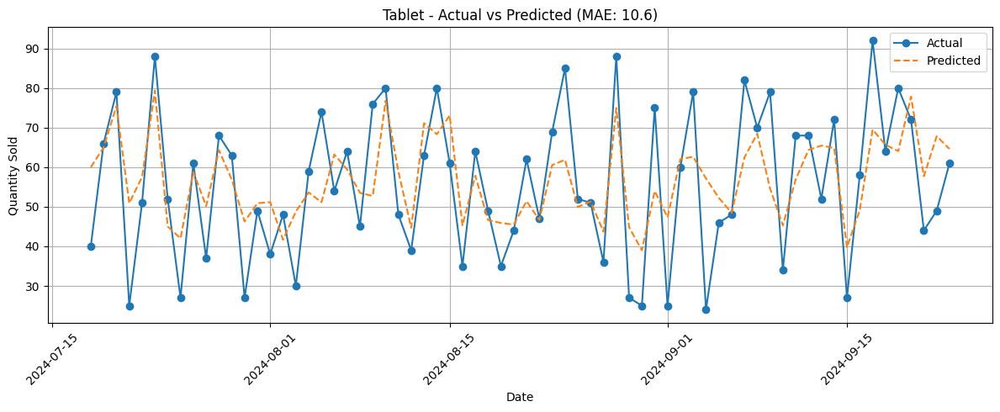 Tablet - Actual vs Predicted (MAE: 10.6)
Actual
Predicted
Quantity Sold
90
80
70
60
50
40
30
2024-07-15
2024-08-01
2024-08-15
2024-09-01
2024-09-15
Date